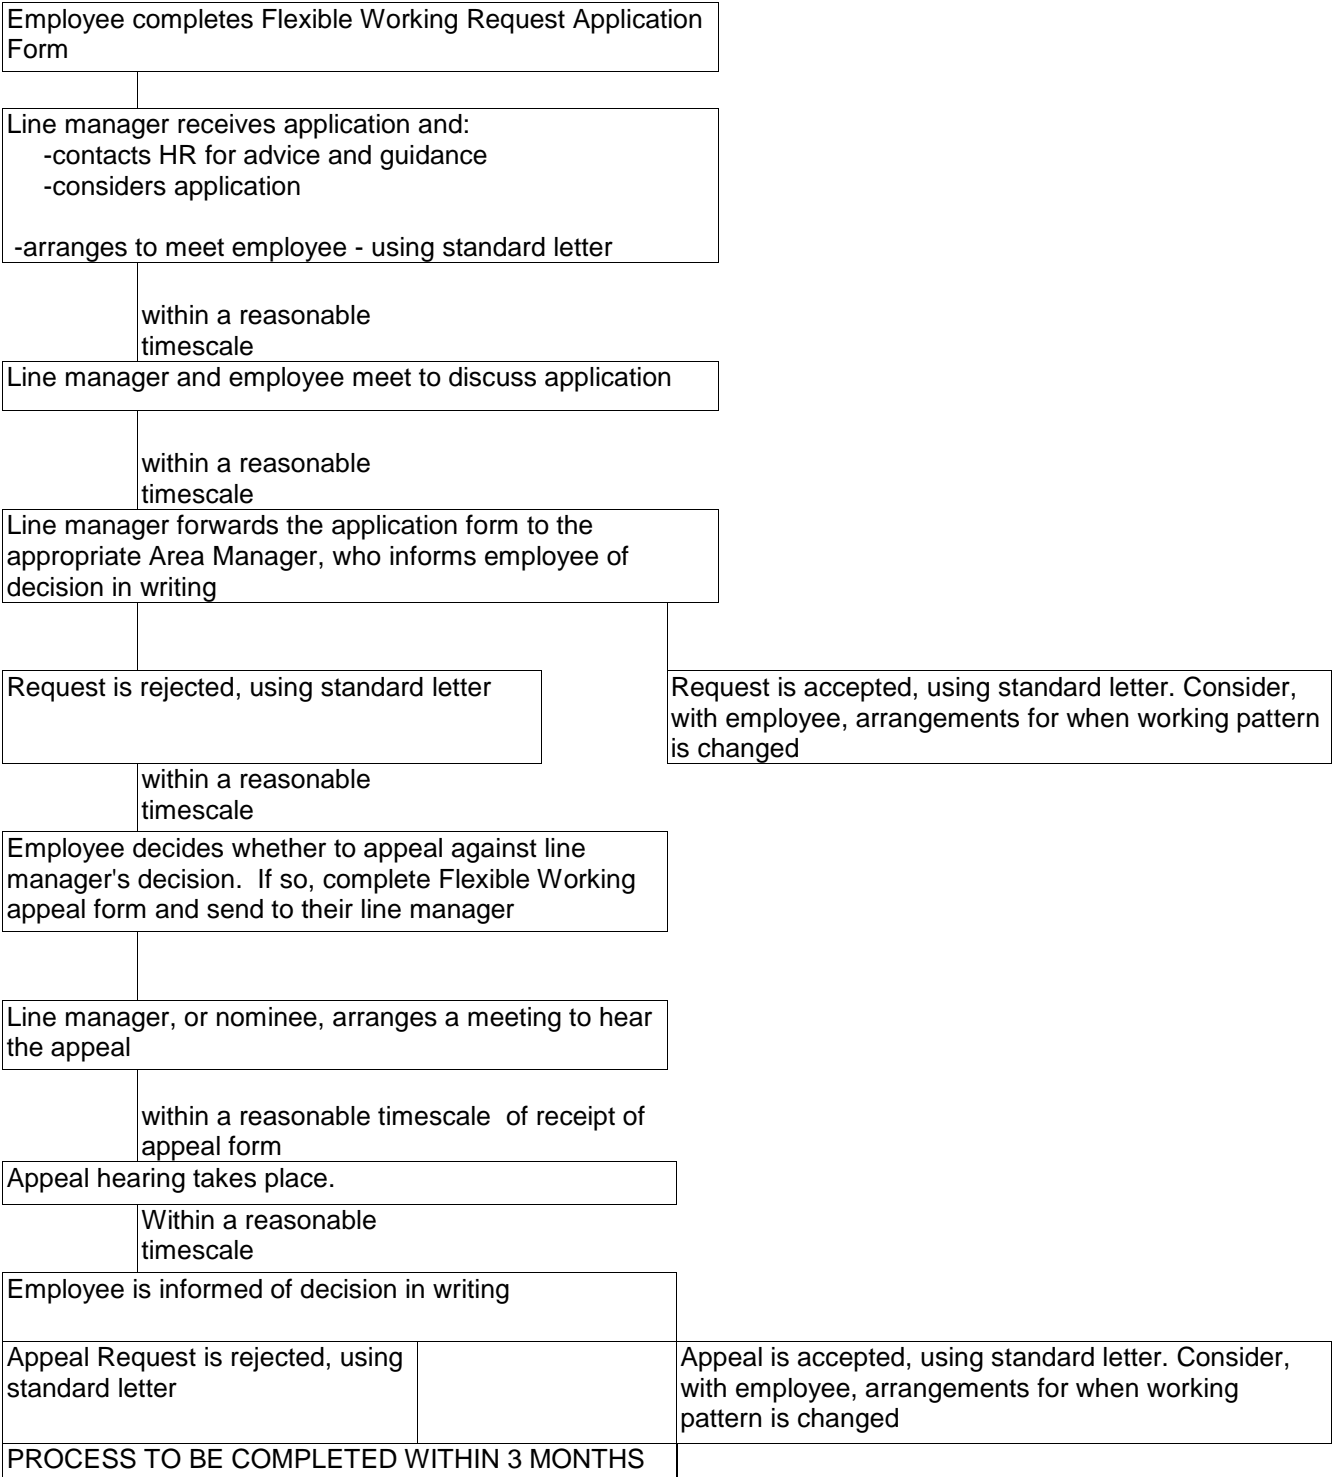 Employee completes Flexible Working Request Application
Form
Line manager receives application and:
-contacts HR for advice and guidance
-considers application
-arranges to meet employee - using standard letter
within a reasonable
timescale
Line manager and employee meet to discuss application
within a reasonable
timescale
Line manager forwards the application form to the
appropriate Area Manager, who informs employee of
decision in writing
Request is rejected, using standard letter
Request is accepted, using standard letter. Consider,
with employee, arrangements for when working pattern
is changed
within a reasonable
timescale
Employee decides whether to appeal against line
manager's decision.  If so, complete Flexible Working
appeal form and send to their line manager
Line manager, or nominee, arranges a meeting to hear
the appeal
within a reasonable timescale  of receipt of
appeal form
Appeal hearing takes place.
Within a reasonable
timescale
Employee is informed of decision in writing
Appeal Request is rejected, using
standard letter
Appeal is accepted, using standard letter. Consider,
with employee, arrangements for when working
pattern is changed
PROCESS TO BE COMPLETED WITHIN 3 MONTHS